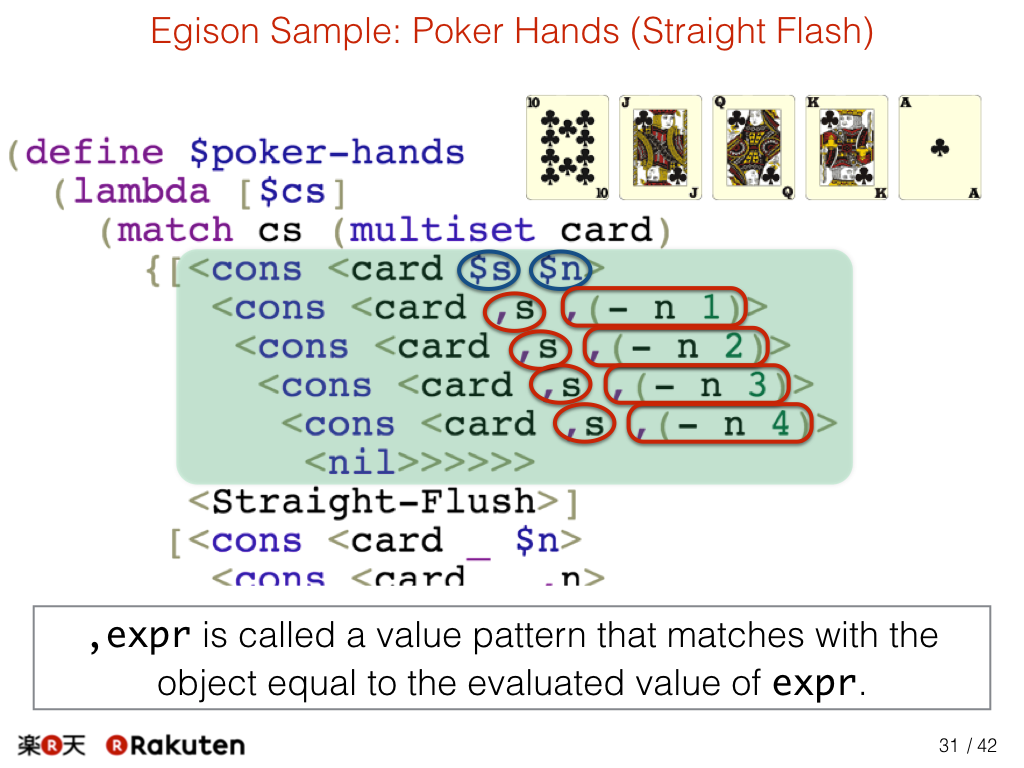 Egison Sample: Poker Hands (Straight Flash)
10 J Q K A
10 J Q K A
(define $poker-hands
(lambda [$cs]
(match cs (multiset card)
{[<cons <card $s $n>
<cons <card ,s ,(- n 1)>
<cons <card ,s ,(- n 2)>
<cons <card ,s ,(- n 3)>
<cons <card ,s ,(- n 4)>
<nil>>>>>>
<Straight-Flush>]
[<cons <card _ $n>
<cons <card ,n>
,expr is called a value pattern that matches with the
object equal to the evaluated value of expr.
楽R天 R Rakuten
31 / 42